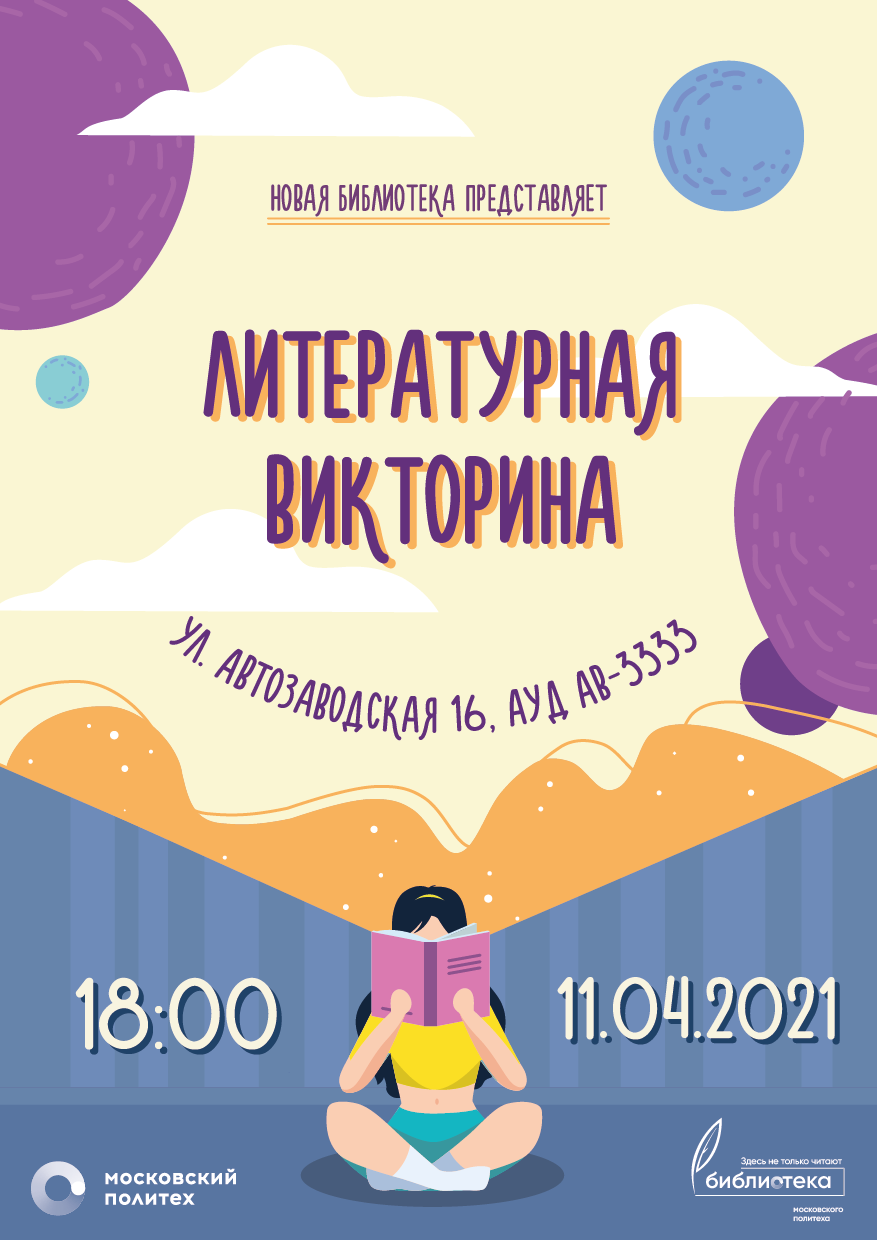 НОВАЯ БИБЛИОТЕКА ПРЕДСТАВЛЯЕТ
ЛИТЕРАТУРНАЯ
ВИКТОРИНА
УЛ. АВТОЗАВОДСКАЯ 16, АУД АВ-3333
18:00
11.04.2021
московский
политех
Здесь не только читают
библиотека
московского
политеха